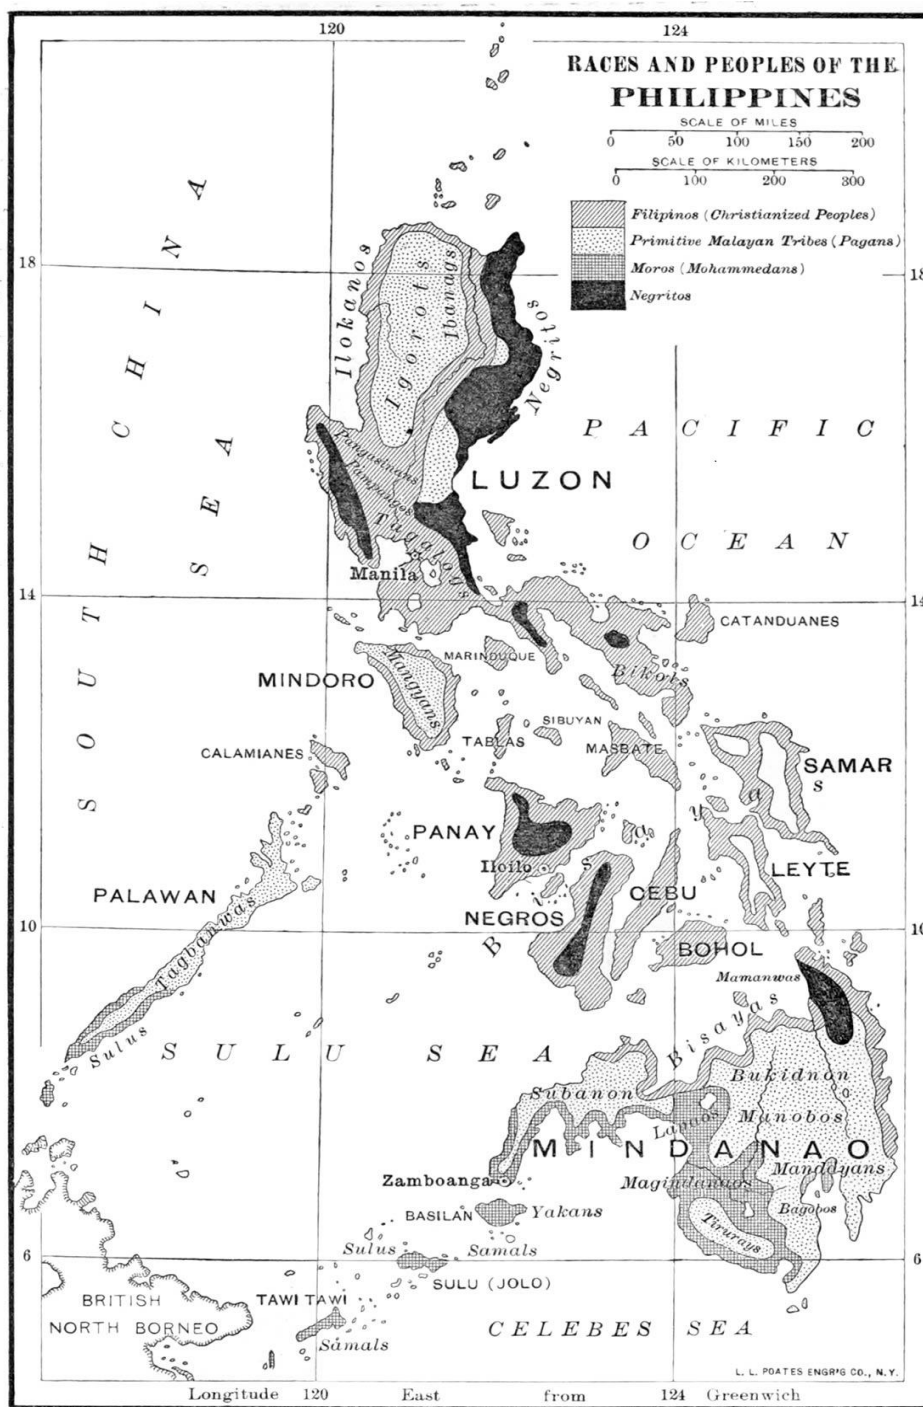 120
124
RACES AND PEOPLES OF THE
PHILIPPINES
SCALE OF MILES
0 50 100 150 200
SCALE OF KILOMETERS
0 100 200 300
Filipinos (Christianized Peoples)
Primitive Malayan Tribes (Pagans)
Moros (Mohammedans)
Negritos
18
18
SOUTH CHINA
SEA
Ilokanos
Igorots
Ibanags
Negritos
PACIFIC
OCEAN
Pangasinans
Pampangos
Tagalogs
LUZON
Manila
14
14
CATANDUANES
MARINDUQUE
Bikols
MINDORO
Mangyans
SIBUYAN
TABLAS
MASBATE
CALAMIANES
SAMAR
PANAY
Iloilo
LEYTE
Bisayas
PALAWAN
Tagbanwas
NEGROS
CEBU
10
10
BOHOL
Mamanwas
Sulus
SULU SEA
Bisayas
Bukidnon
Subanon
Lanaos
Munobos
MINDANAO
Mandayans
Zamboanga
Magindanaos
Bagobos
BASILAN
Yakans
Tirurays
Sulus
Samals
6
6
SULU (JOLO)
BRITISH
NORTH BORNEO
TAWI TAWI
Sámals
CELEBES SEA
L. L. POATES ENGR'G CO., N.Y.
Longitude 120 East from 124 Greenwich